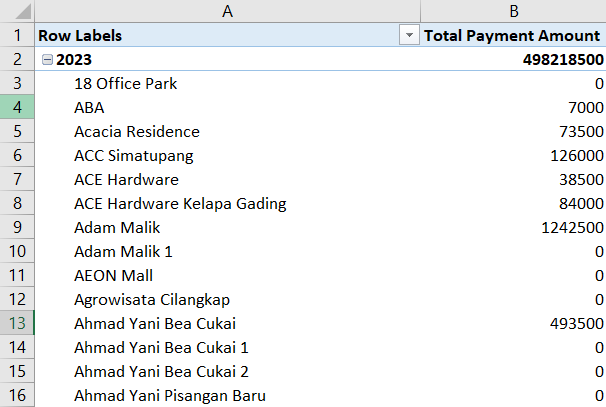 A B
1 Row Labels Total Payment Amount
2 2023 498218500
3 18 Office Park 0
4 ABA 7000
5 Acacia Residence 73500
6 ACC Simatupang 126000
7 ACE Hardware 38500
8 ACE Hardware Kelapa Gading 84000
9 Adam Malik 1242500
10 Adam Malik 1 0
11 AEON Mall 0
12 Agrowisata Cilangkap 0
13 Ahmad Yani Bea Cukai 493500
14 Ahmad Yani Bea Cukai 1 0
15 Ahmad Yani Bea Cukai 2 0
16 Ahmad Yani Pisangan Baru 0